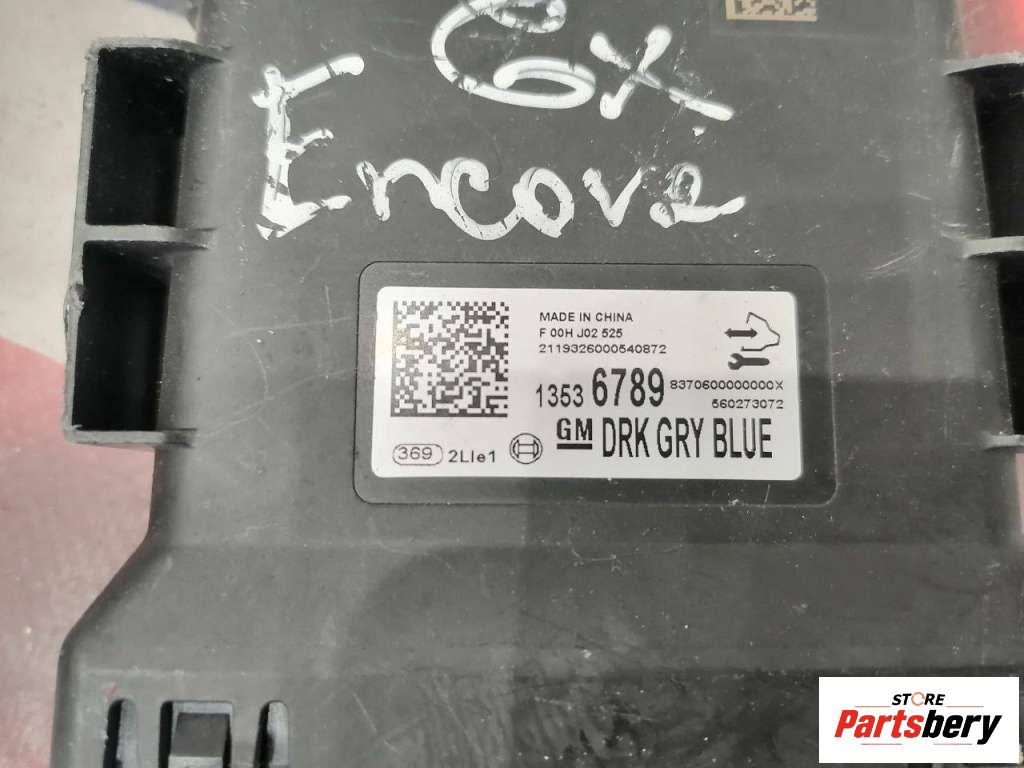 Gx
Encove
MADE IN CHINA
F 00H J02 525
2119326000540872
1353 6789
8370600000000X
560273072
369 2LIe1 GM DRK GRY BLUE
STORE
Partsbery